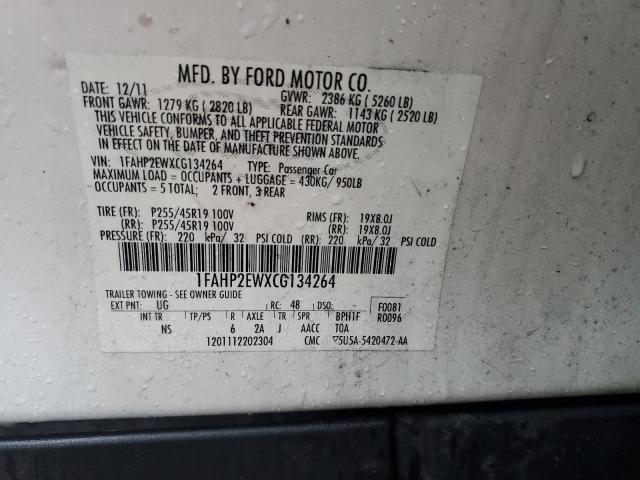 MFD. BY FORD MOTOR CO.
DATE: 12/11 GVWR: 2386 KG ( 5260 LB)
FRONT GAWR: 1279 KG ( 2820 LB) REAR GAWR: 1143 KG ( 2520 LB)
THIS VEHICLE CONFORMS TO ALL APPLICABLE FEDERAL MOTOR
VEHICLE SAFETY, BUMPER, AND THEFT PREVENTION STANDARDS
IN EFFECT ON THE DATE OF MANUFACTURE SHOWN ABOVE.
VIN: 1FAHP2EWXCG134264 TYPE: Passenger Car
MAXIMUM LOAD = OCCUPANTS + LUGGAGE = 430KG/ 950LB
OCCUPANTS = 5 TOTAL; 2 FRONT, 3 REAR
TIRE (FR): P255/45R19 100V RIMS (FR): 19X8.0J
(RR): P255/45R19 100V (RR): 19X8.0J
PRESSURE (FR): 220 kPa/ 32 PSI COLD (RR): 220 kPa/ 32 PSI COLD
1FAHP2EWXCG134264
TRAILER TOWING - SEE OWNER GUIDE
EXT PNT: UG RC: 48 DSO: F0081
INT TR TP/PS R AXLE TR SPR BPH1F R0096
NS 6 2A J AACC TOA
1201112202304 CMC ▽5U5A-5420472-AA